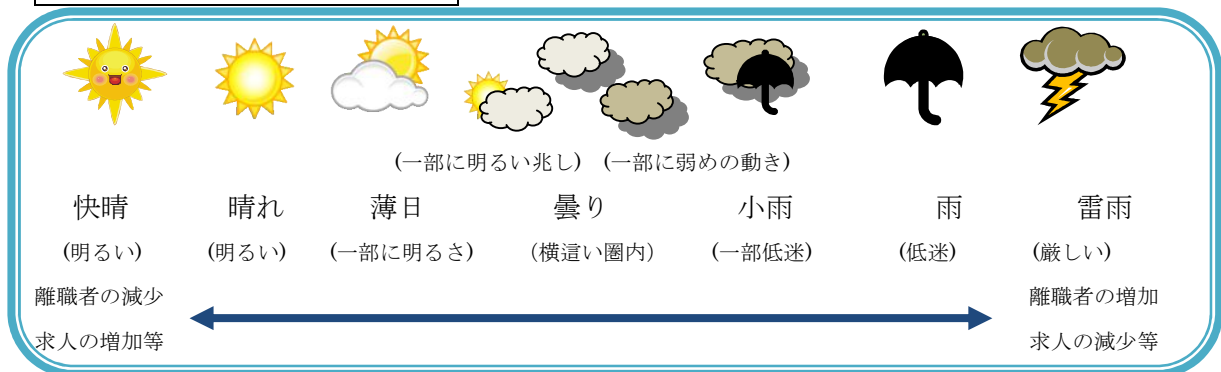 (一部に明るい兆し) (一部に弱めの動き)
快晴 晴れ 薄日 曇り 小雨 雨 雷雨
(明るい) (明るい) (一部に明るさ) (横這い圏内) (一部低迷) (低迷) (厳しい)
離職者の減少 離職者の増加
求人の増加等 求人の減少等